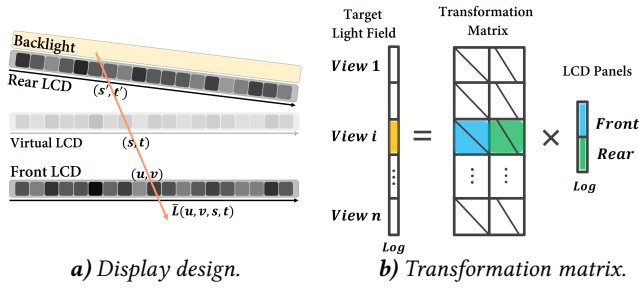 Backlight
Rear LCD
(s′, t′)
Virtual LCD
(s, t)
Front LCD
(u, v)
L̄(u, v, s, t)
a) Display design.
Target
Light Field
Transformation
Matrix
View 1
LCD Panels
View i
=
×
Front
Rear
⋮
⋮
⋮
Log
View n
Log
b) Transformation matrix.